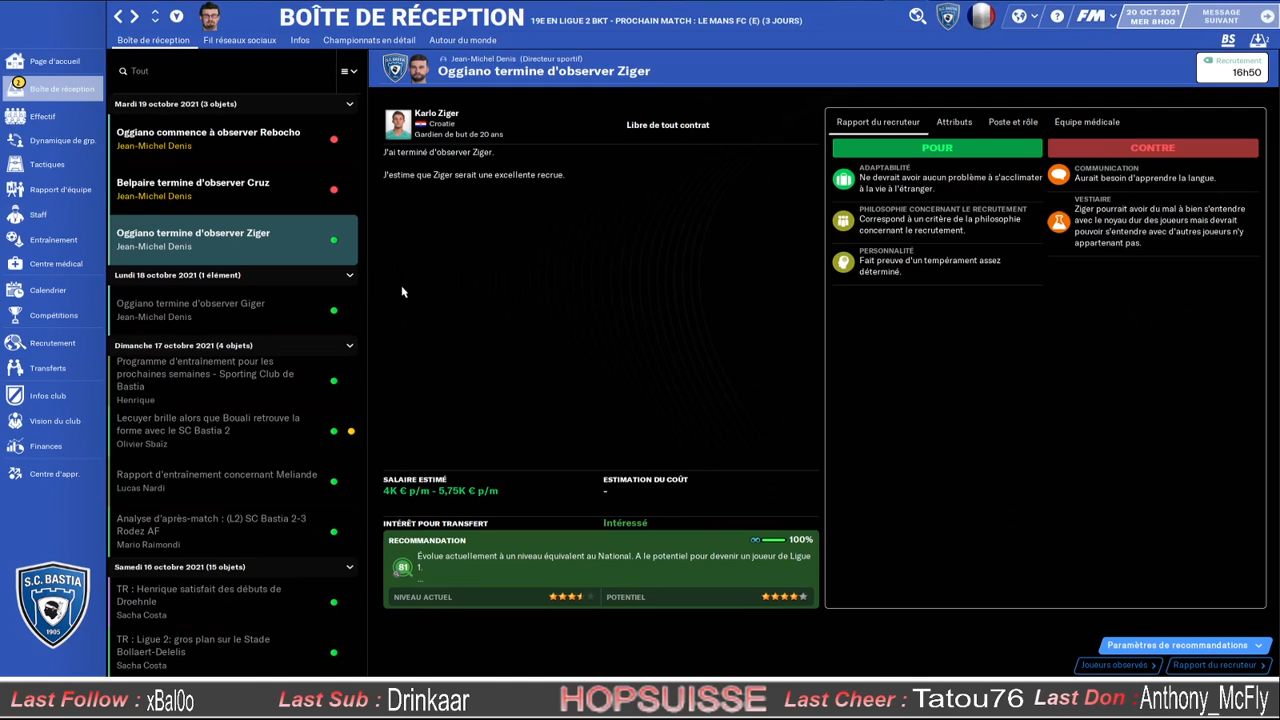 BOÎTE DE RÉCEPTION
19E EN LIGUE 2 BKT - PROCHAIN MATCH : LE MANS FC (E) (3 JOURS)
FM
20 OCT 2021
MER 8H00
MESSAGE
SUIVANT
Boîte de réception
Fil réseaux sociaux
Infos
Championnats en détail
Autour du monde
BS
2
Page d'accueil
Boîte de réception
Effectif
Dynamique de grp.
Tactiques
Rapport d'équipe
Staff
Entraînement
Centre médical
Calendrier
Compétitions
Recrutement
Transferts
Infos club
Vision du club
Finances
Centre d'appr.
S.C. BASTIA
1905
Tout
Mardi 19 octobre 2021 (3 objets)
Oggiano commence à observer Rebocho
Jean-Michel Denis
Belpaire termine d'observer Cruz
Jean-Michel Denis
Oggiano termine d'observer Ziger
Jean-Michel Denis
Lundi 18 octobre 2021 (1 élément)
Oggiano termine d'observer Giger
Jean-Michel Denis
Dimanche 17 octobre 2021 (4 objets)
Programme d'entraînement pour les
prochaines semaines - Sporting Club de
Bastia
Henrique
Lecuyer brille alors que Bouali retrouve la
forme avec le SC Bastia 2
Olivier Sbaïz
Rapport d'entraînement concernant Meliande
Lucas Nardi
Analyse d'après-match : (L2) SC Bastia 2-3
Rodez AF
Mario Raimondi
Samedi 16 octobre 2021 (15 objets)
TR : Henrique satisfait des débuts de
Droehnle
Sacha Costa
TR : Ligue 2: gros plan sur le Stade
Bollaert-Delelis
Sacha Costa
Jean-Michel Denis (Directeur sportif)
Oggiano termine d'observer Ziger
Recrutement
16h50
Karlo Ziger
Croatie
Gardien de but de 20 ans
Libre de tout contrat
J'ai terminé d'observer Ziger.
J'estime que Ziger serait une excellente recrue.
SALAIRE ESTIMÉ
4K € p/m - 5,75K € p/m
ESTIMATION DU COÛT
-
INTÉRÊT POUR TRANSFERT
Intéressé
RECOMMANDATION
100%
81
Évolue actuellement à un niveau équivalent au National. A le potentiel pour devenir un joueur de Ligue
1.
...
NIVEAU ACTUEL
POTENTIEL
Rapport du recruteur
Attributs
Poste et rôle
Équipe médicale
POUR
CONTRE
ADAPTABILITÉ
Ne devrait avoir aucun problème à s'acclimater
à la vie à l'étranger.
PHILOSOPHIE CONCERNANT LE RECRUTEMENT
Correspond à un critère de la philosophie
concernant le recrutement.
PERSONNALITÉ
Fait preuve d'un tempérament assez
déterminé.
COMMUNICATION
Aurait besoin d'apprendre la langue.
VESTIAIRE
Ziger pourrait avoir du mal à bien s'entendre
avec le noyau dur des joueurs mais devrait
pouvoir s'entendre avec d'autres joueurs n'y
appartenant pas.
Paramètres de recommandations
Joueurs observés
Rapport du recruteur
Last Follow : xBal0o
Last Sub : Drinkaar
HOPSUISSE
Last Cheer : Tatou76
Last Don : Anthony_McFly